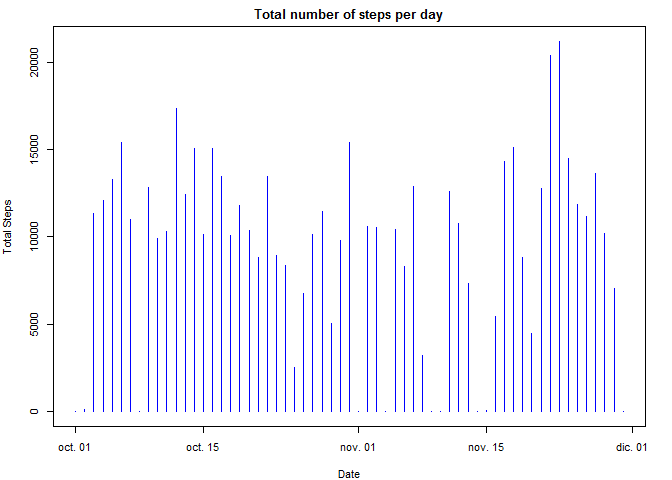 Total number of steps per day
Total Steps
20000
15000
10000
5000
0
oct. 01
oct. 15
nov. 01
nov. 15
dic. 01
Date